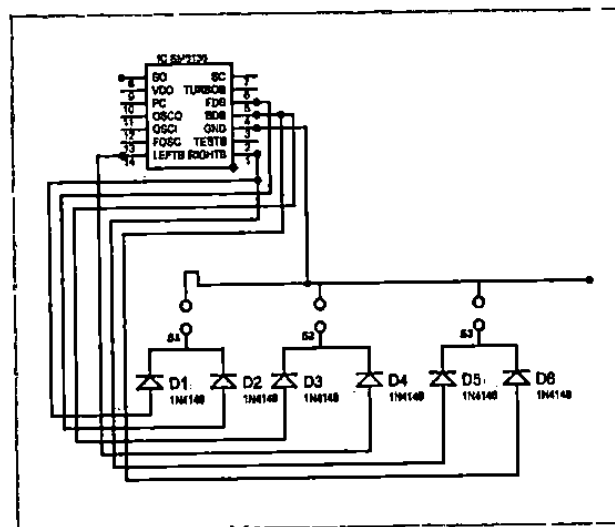 SO SC
8 7
VDD TURBOB
9 6
PC FDB
10 5
OSCO BDB
11 4
OSCI GND
12 3
FOSC TESTB
13 2
LEFTB RIGHTB
14 1
S1
S2
S3
D1
D2
D3
D4
D5
D6
1N4148
1N4148
1N4148
1N4148
1N4148
1N4148